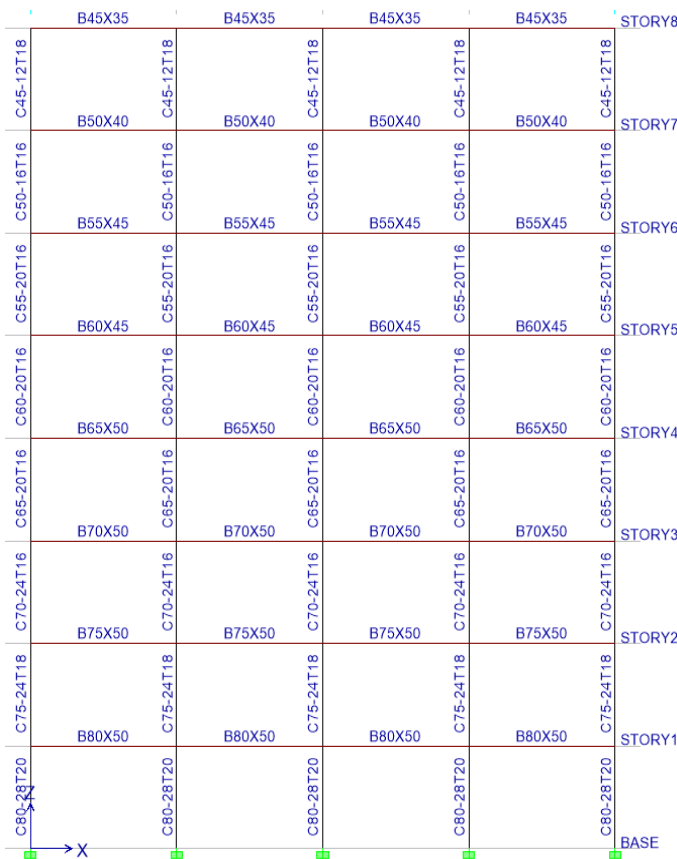 B45X35 B45X35 B45X35 B45X35 STORY8
C45-12T18 C45-12T18 C45-12T18 C45-12T18 C45-12T18
B50X40 B50X40 B50X40 B50X40 STORY7
C50-16T16 C50-16T16 C50-16T16 C50-16T16 C50-16T16
B55X45 B55X45 B55X45 B55X45 STORY6
C55-20T16 C55-20T16 C55-20T16 C55-20T16 C55-20T16
B60X45 B60X45 B60X45 B60X45 STORY5
C60-20T16 C60-20T16 C60-20T16 C60-20T16 C60-20T16
B65X50 B65X50 B65X50 B65X50 STORY4
C65-20T16 C65-20T16 C65-20T16 C65-20T16 C65-20T16
B70X50 B70X50 B70X50 B70X50 STORY3
C70-24T16 C70-24T16 C70-24T16 C70-24T16 C70-24T16
B75X50 B75X50 B75X50 B75X50 STORY2
C75-24T18 C75-24T18 C75-24T18 C75-24T18 C75-24T18
B80X50 B80X50 B80X50 B80X50 STORY1
C80-28T20 C80-28T20 C80-28T20 C80-28T20 C80-28T20
Z
X
BASE